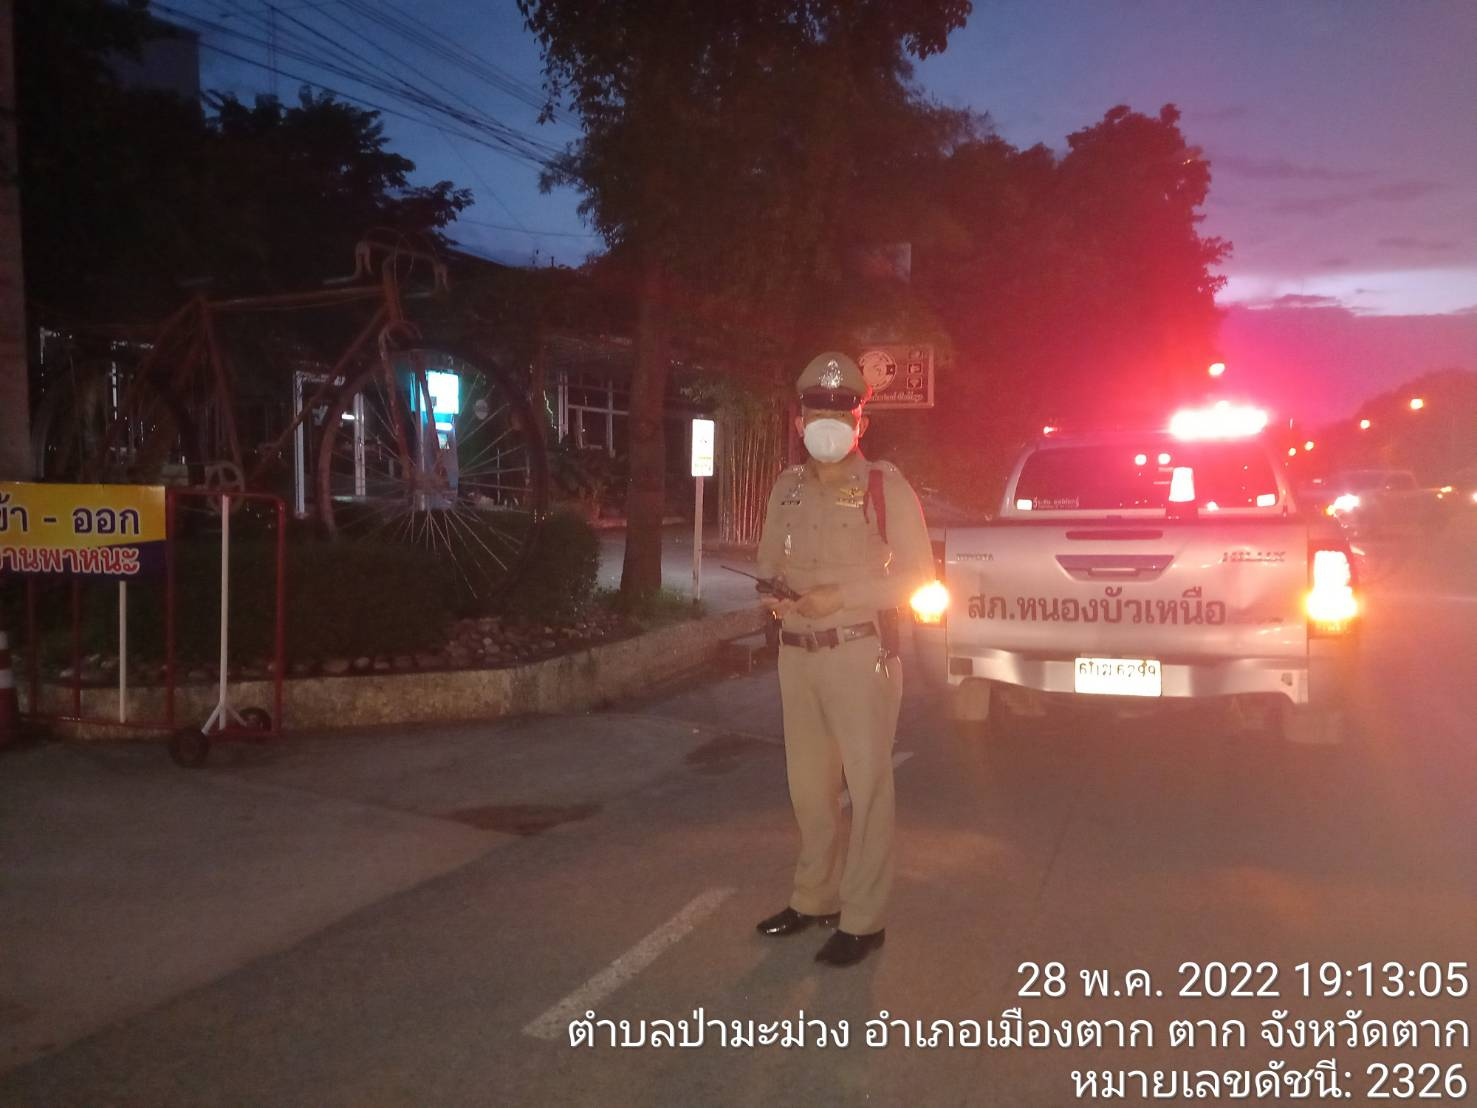 ข้า - ออก
านพาหนะ
TOYOTA
HILUX
สภ.หนองบัวเหนือ
28 พ.ค. 2022 19:13:05
ตำบลป่ามะม่วง อำเภอเมืองตาก ตาก จังหวัดตาก
หมายเลขดัชนี: 2326